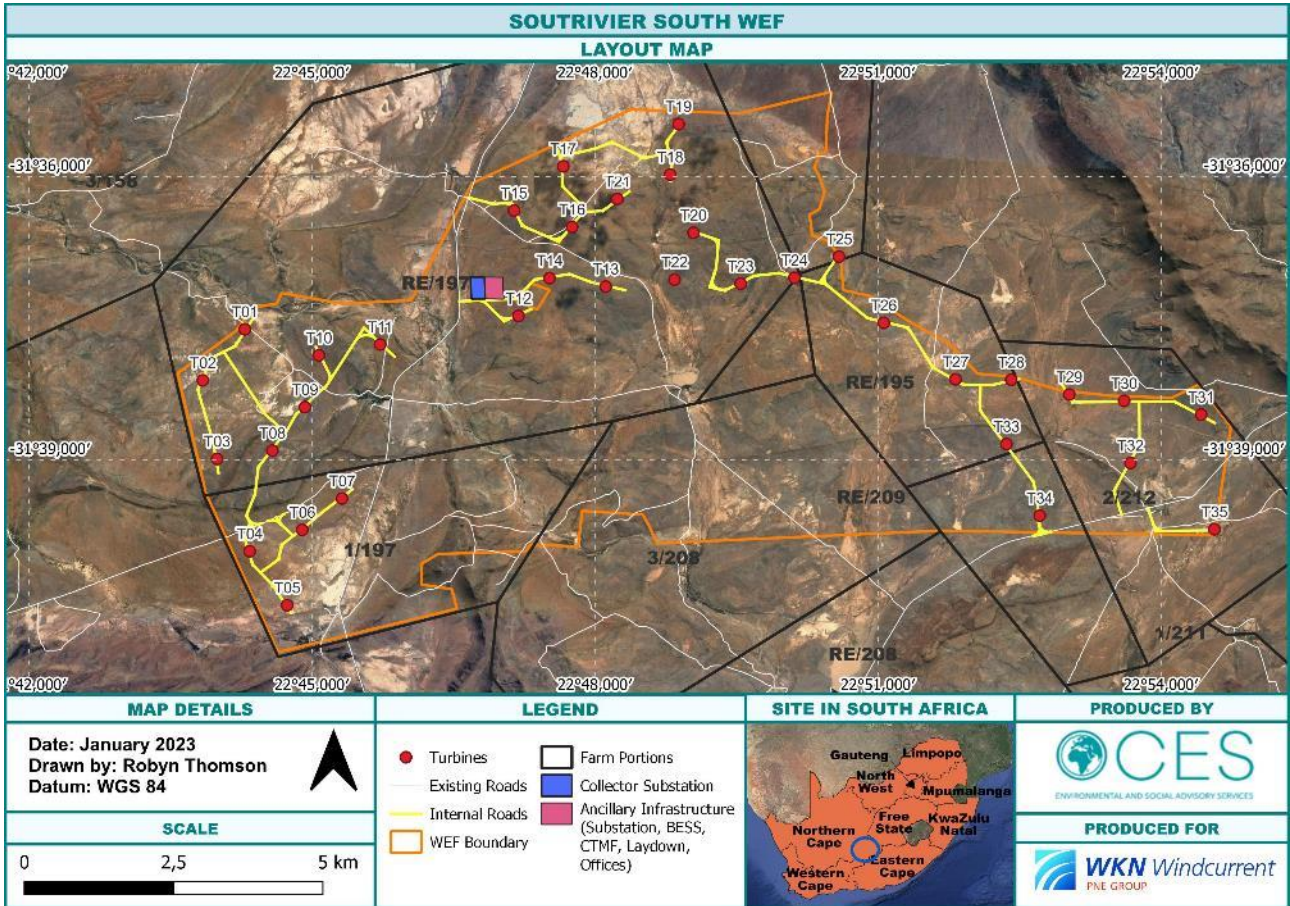 SOUTRIVIER SOUTH WEF
LAYOUT MAP
°42,000′ 22°45,000′ 22°48,000′ 22°51,000′ 22°54,000′
T19
T17
T18
-31°36,000′ -31°36,000′
3/158
T21
T15
T16
T20
T25
RE/197 T14 T13 T22 T23 T24
T12
T01
T26
T10 T11
T02
T27 T28
RE/195
T29 T30
T31
T09
T08 T33
T03
-31°39,000′ -31°39,000′
T32
T07
RE/209 2/212
T06
T34
T04
T35
1/197
3/208
T05
1/211
RE/208
°42,000′ 22°45,000′ 22°48,000′ 22°51,000′ 22°54,000′
MAP DETAILS
Date: January 2023
Drawn by: Robyn Thomson
Datum: WGS 84
SCALE
0 2,5 5 km
LEGEND
Turbines
Existing Roads
Internal Roads
WEF Boundary
Farm Portions
Collector Substation
Ancillary Infrastructure
(Substation, BESS,
CTMF, Laydown,
Offices)
SITE IN SOUTH AFRICA
Gauteng Limpopo
North
West
Mpumalanga
Free
State
KwaZulu
Natal
Northern
Cape
Eastern
Cape
Western
Cape
PRODUCED BY
CES
ENVIRONMENTAL AND SOCIAL ADVISORY SERVICES
PRODUCED FOR
WKN Windcurrent
PNE GROUP